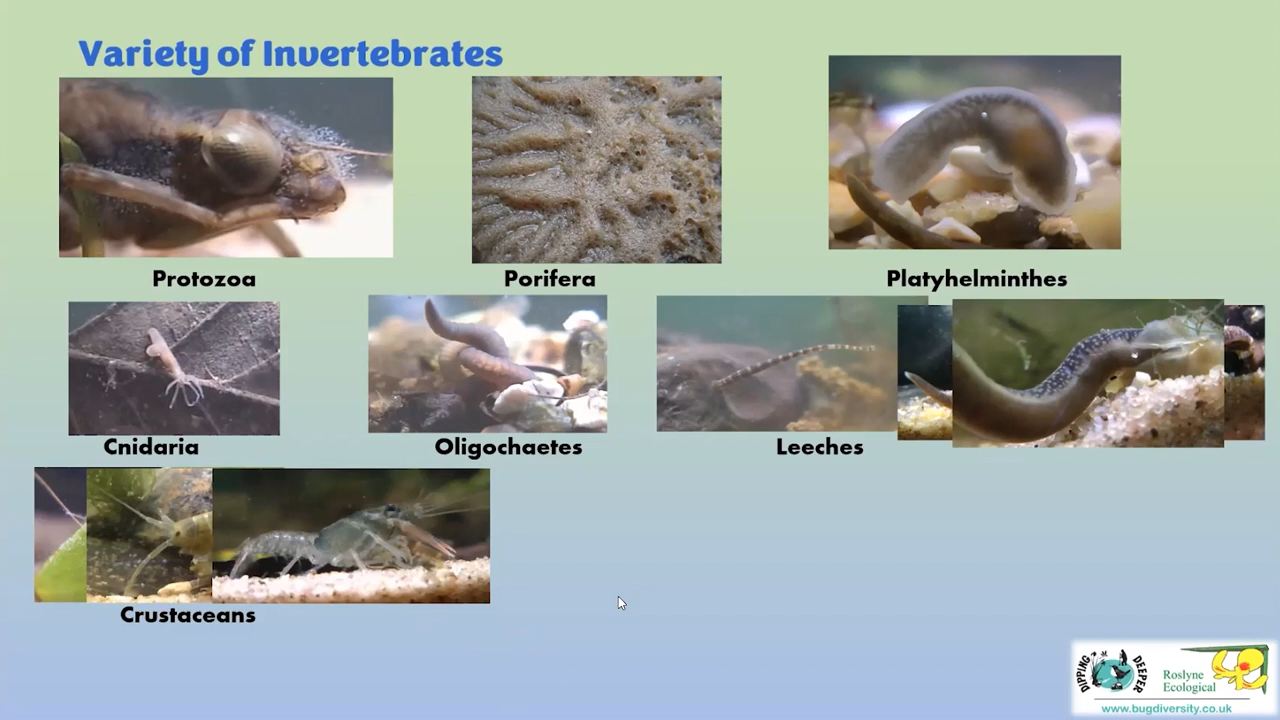 Variety of Invertebrates
Protozoa
Porifera
Platyhelminthes
Cnidaria
Oligochaetes
Leeches
Crustaceans
DIPPING DEEPER
Roslyne
Ecological
www.bugdiversity.co.uk